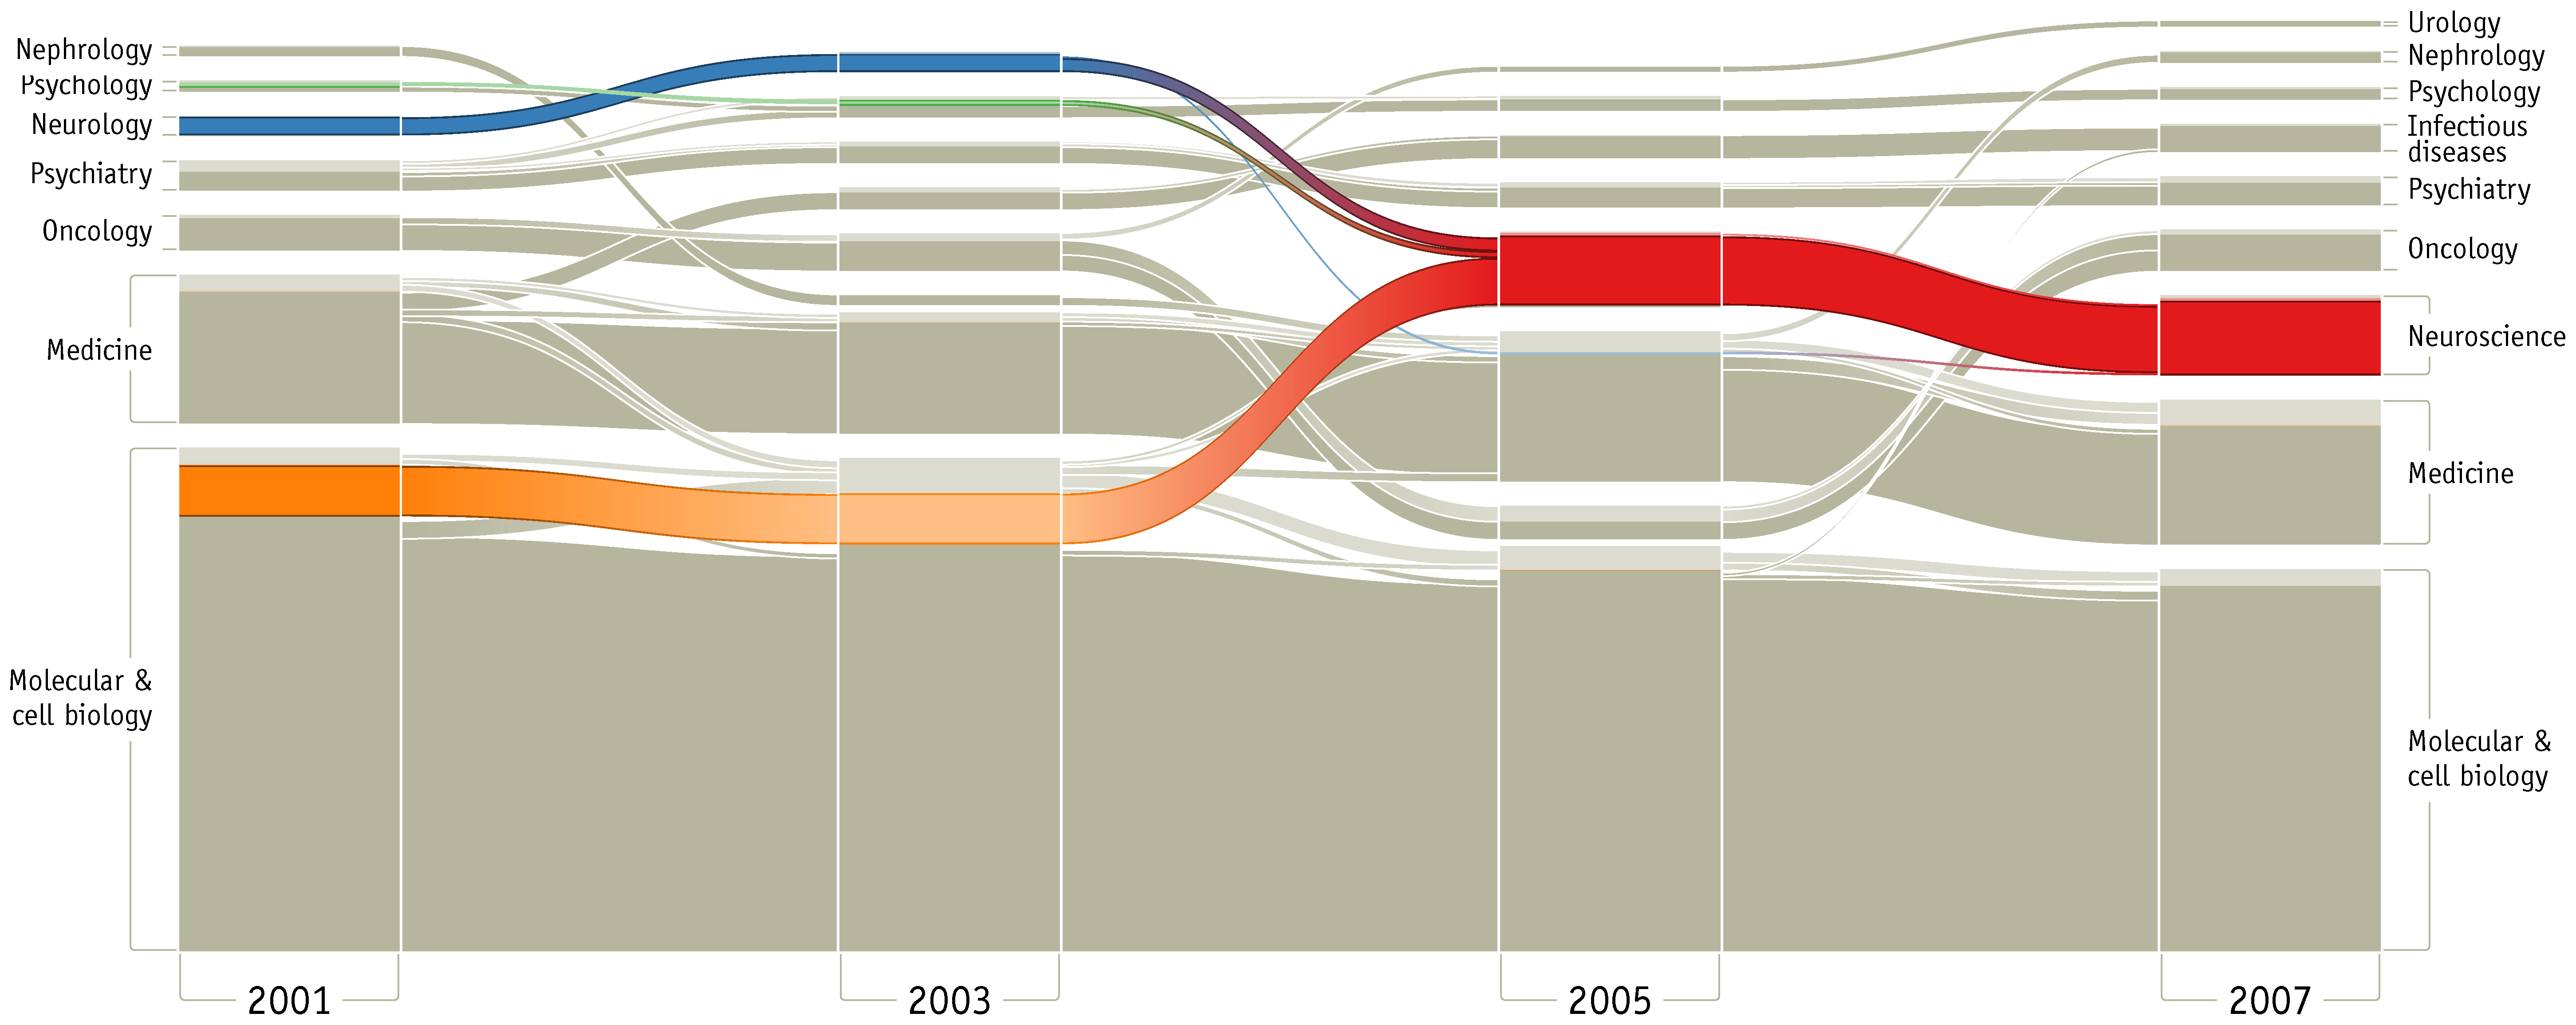 Nephrology
Psychology
Neurology
Psychiatry
Oncology
Medicine
Molecular &
cell biology
Urology
Nephrology
Psychology
Infectious
diseases
Psychiatry
Oncology
Neuroscience
Medicine
Molecular &
cell biology
2001
2003
2005
2007